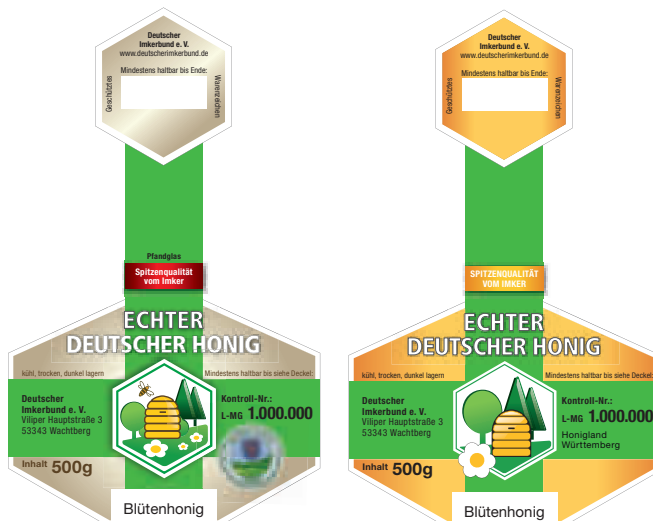 Deutscher
Imkerbund e. V.
www.deutscherimkerbund.de
Mindestens haltbar bis Ende:
Geschütztes
Warenzeichen
Pfandglas
Spitzenqualität
vom Imker
ECHTER
DEUTSCHER HONIG
kühl, trocken, dunkel lagern
Mindestens haltbar bis siehe Deckel:
Deutscher
Imkerbund e. V.
Villper Hauptstraße 3
53343 Wachtberg
Kontroll-Nr.:
L-MG 1.000.000
Inhalt 500g
Blütenhonig
Deutscher
Imkerbund e. V.
www.deutscherimkerbund.de
Mindestens haltbar bis Ende:
Geschütztes
Warenzeichen
SPITZENQUALITÄT
VOM IMKER
ECHTER
DEUTSCHER HONIG
kühl, trocken, dunkel lagern
Mindestens haltbar bis siehe Deckel:
Deutscher
Imkerbund e. V.
Villper Hauptstraße 3
53343 Wachtberg
Kontroll-Nr.:
L-MG 1.000.000
Honigland
Württemberg
Inhalt 500g
Blütenhonig